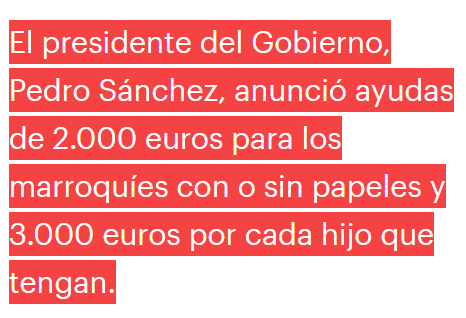 El presidente del Gobierno,
Pedro Sánchez, anunció ayudas
de 2.000 euros para los
marroquíes con o sin papeles y
3.000 euros por cada hijo que
tengan.